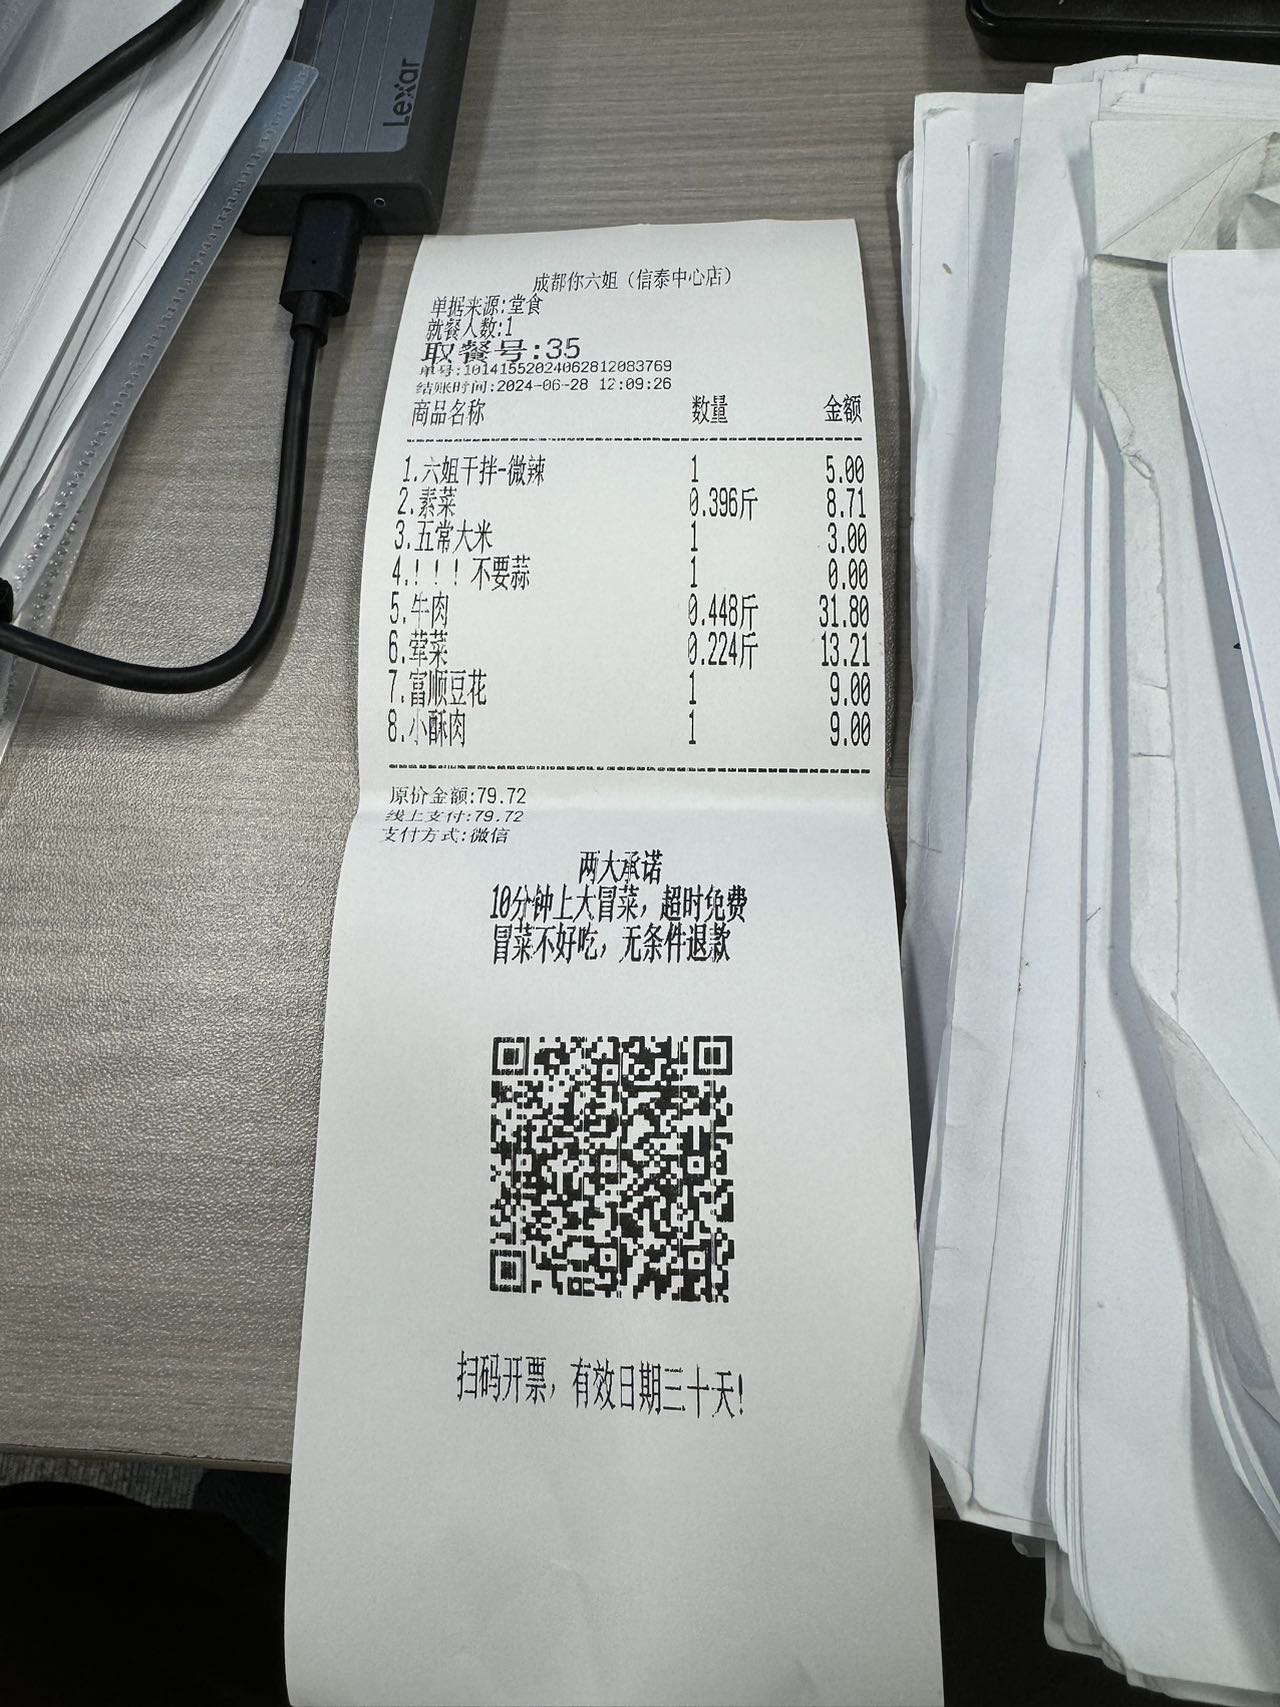 Lexar
成都你六姐（信泰中心店）
单据来源:堂食
就餐人数:1
取餐号:35
单号:10141552024062812083769
结账时间:2024-06-28 12:09:26
商品名称 数量 金额
1.六姐干拌-微辣 1 5.00
2.素菜 0.396斤 8.71
3.五常大米 1 3.00
4.！！！不要蒜 1 0.00
5.牛肉 0.448斤 31.80
6.荤菜 0.224斤 13.21
7.富顺豆花 1 9.00
8.小酥肉 1 9.00
原价金额:79.72
线上支付:79.72
支付方式:微信
两大承诺
10分钟上大冒菜，超时免费
冒菜不好吃，无条件退款
扫码开票，有效日期三十天！